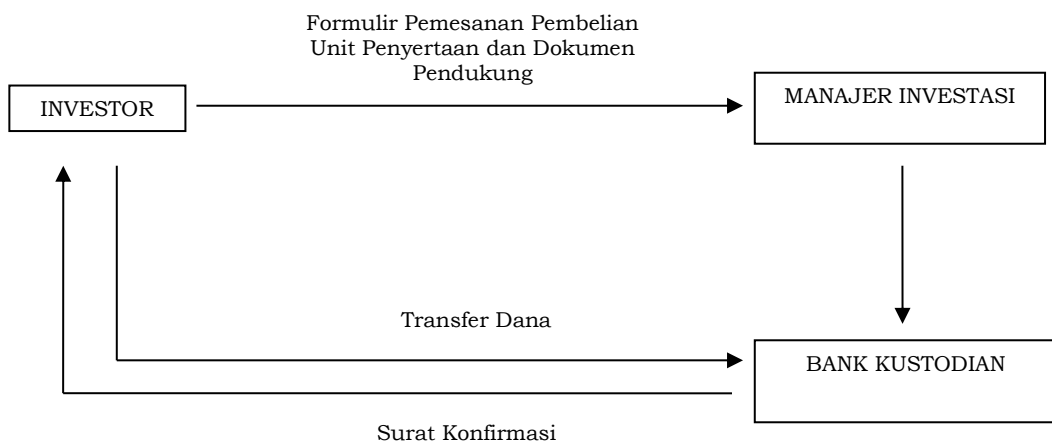 Formulir Pemesanan Pembelian
Unit Penyertaan dan Dokumen
Pendukung
INVESTOR
MANAJER INVESTASI
Transfer Dana
BANK KUSTODIAN
Surat Konfirmasi